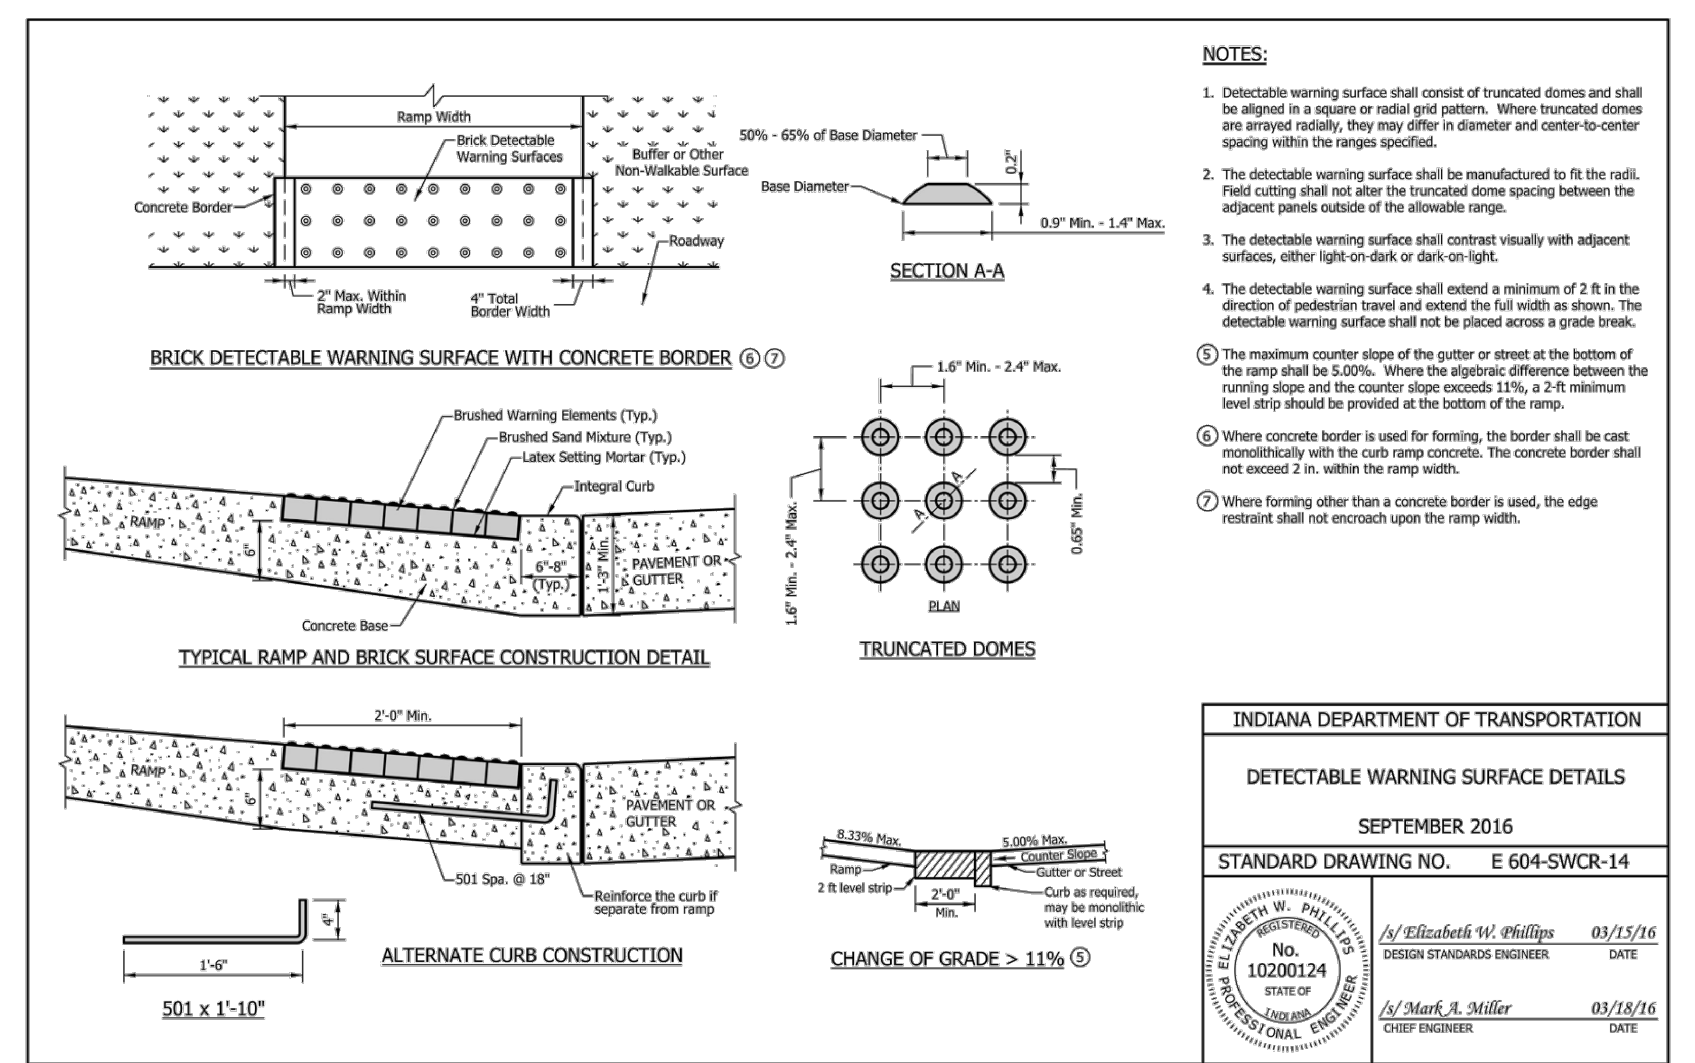 Ramp Width
Brick Detectable
Warning Surfaces
Buffer or Other
Non-Walkable Surface
Concrete Border
Roadway
2" Max. Within
Ramp Width
4" Total
Border Width
BRICK DETECTABLE WARNING SURFACE WITH CONCRETE BORDER 6 7
50% - 65% of Base Diameter
0.2"
Base Diameter
0.9" Min. - 1.4" Max.
SECTION A-A
Brushed Warning Elements (Typ.)
Brushed Sand Mixture (Typ.)
Latex Setting Mortar (Typ.)
Integral Curb
RAMP
6"
6"-8"
(Typ.)
1'-3" Min.
PAVEMENT OR
GUTTER
Concrete Base
TYPICAL RAMP AND BRICK SURFACE CONSTRUCTION DETAIL
1.6" Min. - 2.4" Max.
1.6" Min. - 2.4" Max.
A
A
0.65" Min.
PLAN
TRUNCATED DOMES
2'-0" Min.
RAMP
6"
PAVEMENT OR
GUTTER
501 Spa. @ 18"
Reinforce the curb if
separate from ramp
4"
1'-6"
501 x 1'-10"
ALTERNATE CURB CONSTRUCTION
8.33% Max.
5.00% Max.
Counter Slope
Ramp
Gutter or Street
2 ft level strip
2'-0"
Min.
Curb as required,
may be monolithic
with level strip
CHANGE OF GRADE > 11% 5
NOTES:
1. Detectable warning surface shall consist of truncated domes and shall
be aligned in a square or radial grid pattern. Where truncated domes
are arrayed radially, they may differ in diameter and center-to-center
spacing within the ranges specified.
2. The detectable warning surface shall be manufactured to fit the radii.
Field cutting shall not alter the truncated dome spacing between the
adjacent panels outside of the allowable range.
3. The detectable warning surface shall contrast visually with adjacent
surfaces, either light-on-dark or dark-on-light.
4. The detectable warning surface shall extend a minimum of 2 ft in the
direction of pedestrian travel and extend the full width as shown. The
detectable warning surface shall not be placed across a grade break.
5 The maximum counter slope of the gutter or street at the bottom of
the ramp shall be 5.00%. Where the algebraic difference between the
running slope and the counter slope exceeds 11%, a 2-ft minimum
level strip should be provided at the bottom of the ramp.
6 Where concrete border is used for forming, the border shall be cast
monolithically with the curb ramp concrete. The concrete border shall
not exceed 2 in. within the ramp width.
7 Where forming other than a concrete border is used, the edge
restraint shall not encroach upon the ramp width.
INDIANA DEPARTMENT OF TRANSPORTATION
DETECTABLE WARNING SURFACE DETAILS
SEPTEMBER 2016
STANDARD DRAWING NO. E 604-SWCR-14
ELIZABETH W. PHILLIPS
REGISTERED
No.
10200124
STATE OF
INDIANA
PROFESSIONAL ENGINEER
/s/ Elizabeth W. Phillips 03/15/16
DESIGN STANDARDS ENGINEER DATE
/s/ Mark A. Miller 03/18/16
CHIEF ENGINEER DATE